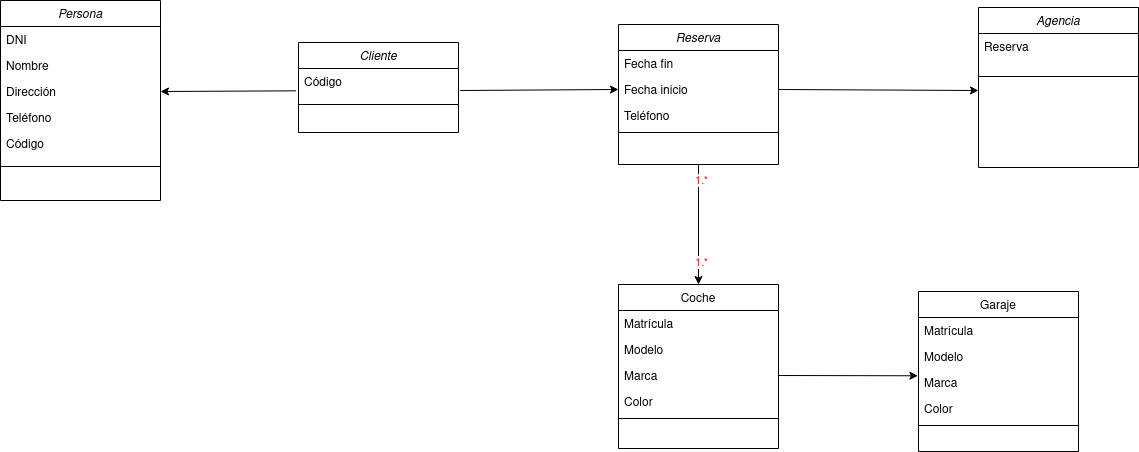 Persona
DNI
Nombre
Dirección
Teléfono
Código
Cliente
Código
Reserva
Fecha fin
Fecha inicio
Teléfono
Agencia
Reserva
1.*
1.*
Coche
Matrícula
Modelo
Marca
Color
Garaje
Matrícula
Modelo
Marca
Color